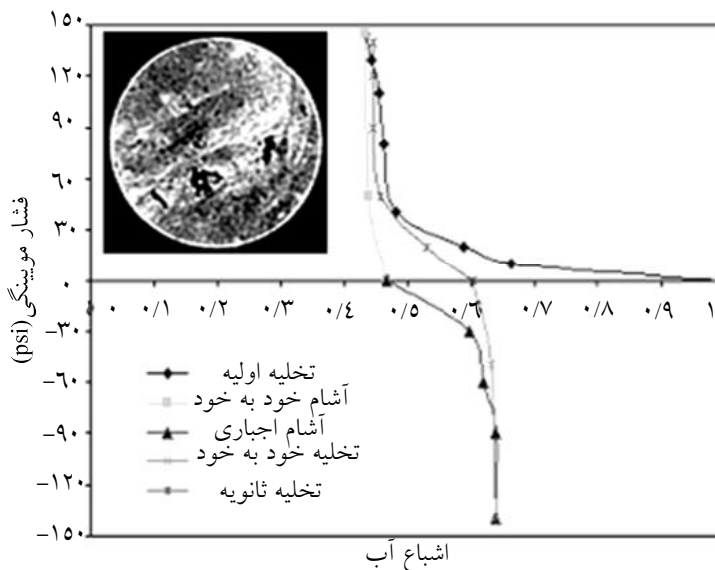 ۱۵۰
۱۲۰
۹۰
۶۰
۳۰
۰
-۳۰
-۶۰
-۹۰
-۱۲۰
-۱۵۰
فشار مویینگی(psi)
۰/۱ ۰/۲ ۰/۳ ۰/۴ ۰/۵ ۰/۶ ۰/۷ ۰/۸ ۰/۹ ۱
تخلیه اولیه
آشام خود به خود
آشام اجباری
تخلیه خود به خود
تخلیه ثانویه
اشباع آب